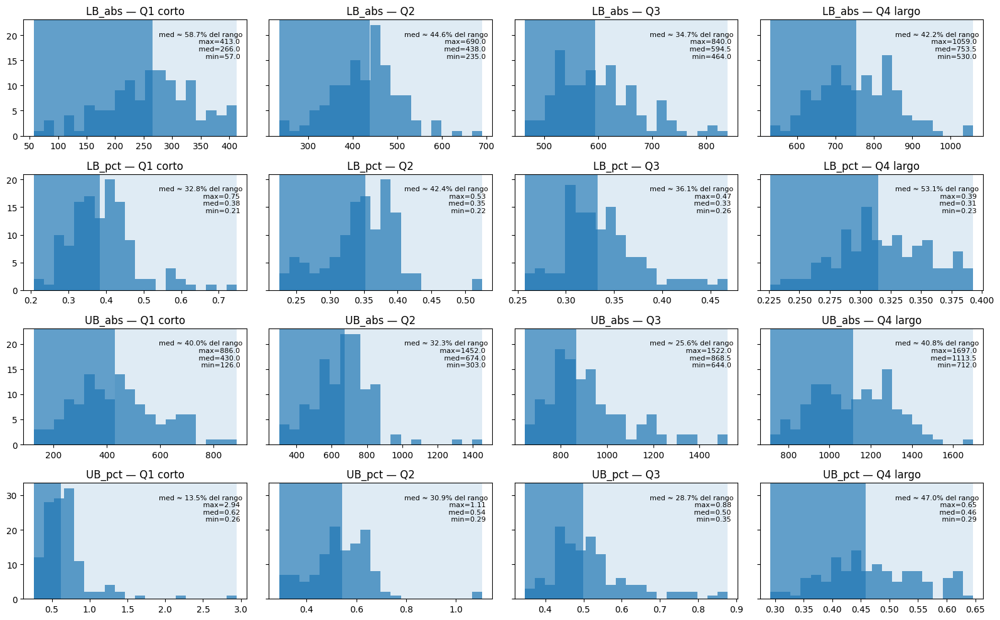 LB_abs — Q1 corto
LB_abs — Q2
LB_abs — Q3
LB_abs — Q4 largo
med ≈ 58.7% del rango
max=413.0
med=266.0
min=57.0
med ≈ 44.6% del rango
max=690.0
med=438.0
min=235.0
med ≈ 34.7% del rango
max=840.0
med=594.5
min=464.0
med ≈ 42.2% del rango
max=1059.0
med=753.5
min=530.0
20
15
10
5
0
50 100 150 200 250 300 350 400
300 400 500 600 700
500 600 700 800
600 700 800 900 1000
LB_pct — Q1 corto
LB_pct — Q2
LB_pct — Q3
LB_pct — Q4 largo
med ≈ 32.8% del rango
max=0.75
med=0.38
min=0.21
med ≈ 42.4% del rango
max=0.53
med=0.35
min=0.22
med ≈ 36.1% del rango
max=0.47
med=0.33
min=0.26
med ≈ 53.1% del rango
max=0.39
med=0.31
min=0.23
20
15
10
5
0
0.2 0.3 0.4 0.5 0.6 0.7
0.25 0.30 0.35 0.40 0.45 0.50
0.25 0.30 0.35 0.40 0.45
0.225 0.250 0.275 0.300 0.325 0.350 0.375 0.400
UB_abs — Q1 corto
UB_abs — Q2
UB_abs — Q3
UB_abs — Q4 largo
med ≈ 40.0% del rango
max=886.0
med=430.0
min=126.0
med ≈ 32.3% del rango
max=1452.0
med=674.0
min=303.0
med ≈ 25.6% del rango
max=1522.0
med=868.5
min=644.0
med ≈ 40.8% del rango
max=1697.0
med=1113.5
min=712.0
20
15
10
5
0
200 400 600 800
400 600 800 1000 1200 1400
800 1000 1200 1400
800 1000 1200 1400 1600
UB_pct — Q1 corto
UB_pct — Q2
UB_pct — Q3
UB_pct — Q4 largo
med ≈ 13.5% del rango
max=2.94
med=0.62
min=0.26
med ≈ 30.9% del rango
max=1.11
med=0.54
min=0.29
med ≈ 28.7% del rango
max=0.88
med=0.50
min=0.35
med ≈ 47.0% del rango
max=0.65
med=0.46
min=0.29
30
20
10
0
0.5 1.0 1.5 2.0 2.5 3.0
0.4 0.6 0.8 1.0
0.4 0.5 0.6 0.7 0.8 0.9
0.30 0.35 0.40 0.45 0.50 0.55 0.60 0.65